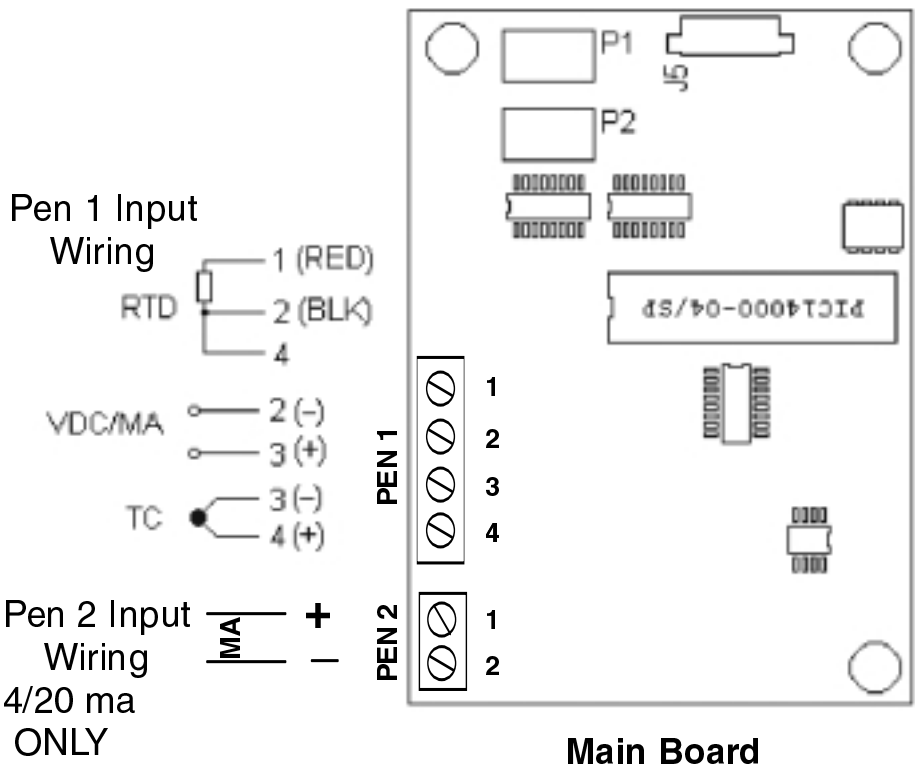 P1
J5
P2
Pen 1 Input
Wiring
RTD
1 (RED)
2 (BLK)
4
VDC/MA
2 (-)
3 (+)
TC
3 (-)
4 (+)
PIC14000-04/SP
PEN 1
1
2
3
4
Pen 2 Input
Wiring
4/20 ma
ONLY
MA
+
–
PEN 2
1
2
Main Board